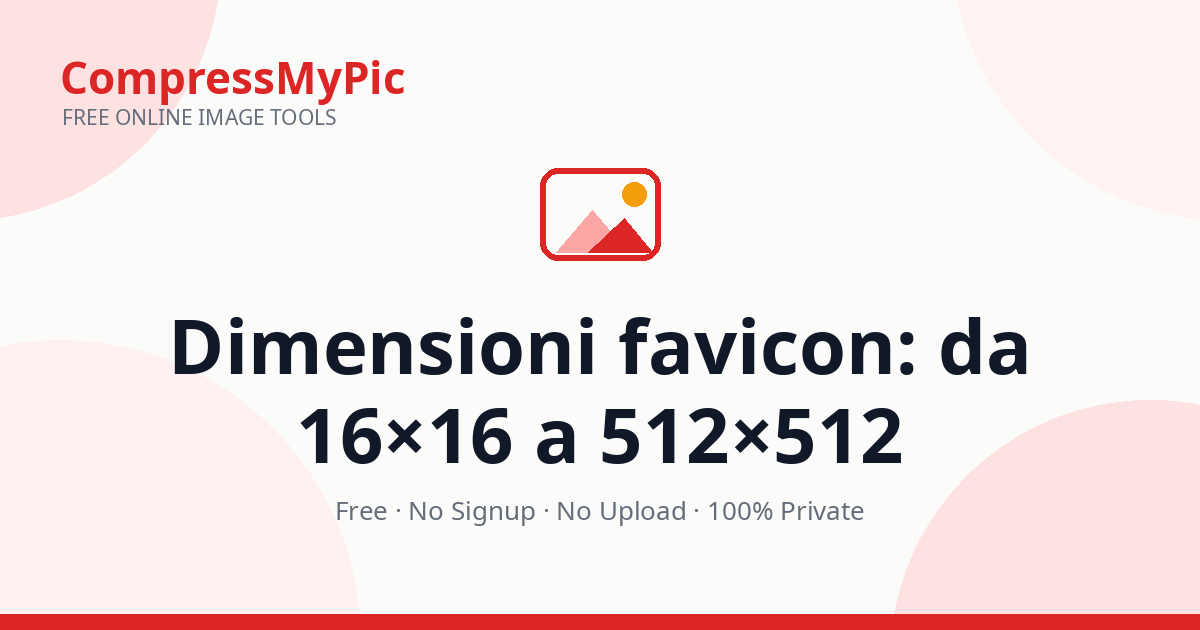 CompressMyPic
FREE ONLINE IMAGE TOOLS
Dimensioni favicon: da
16×16 a 512×512
Free · No Signup · No Upload · 100% Private